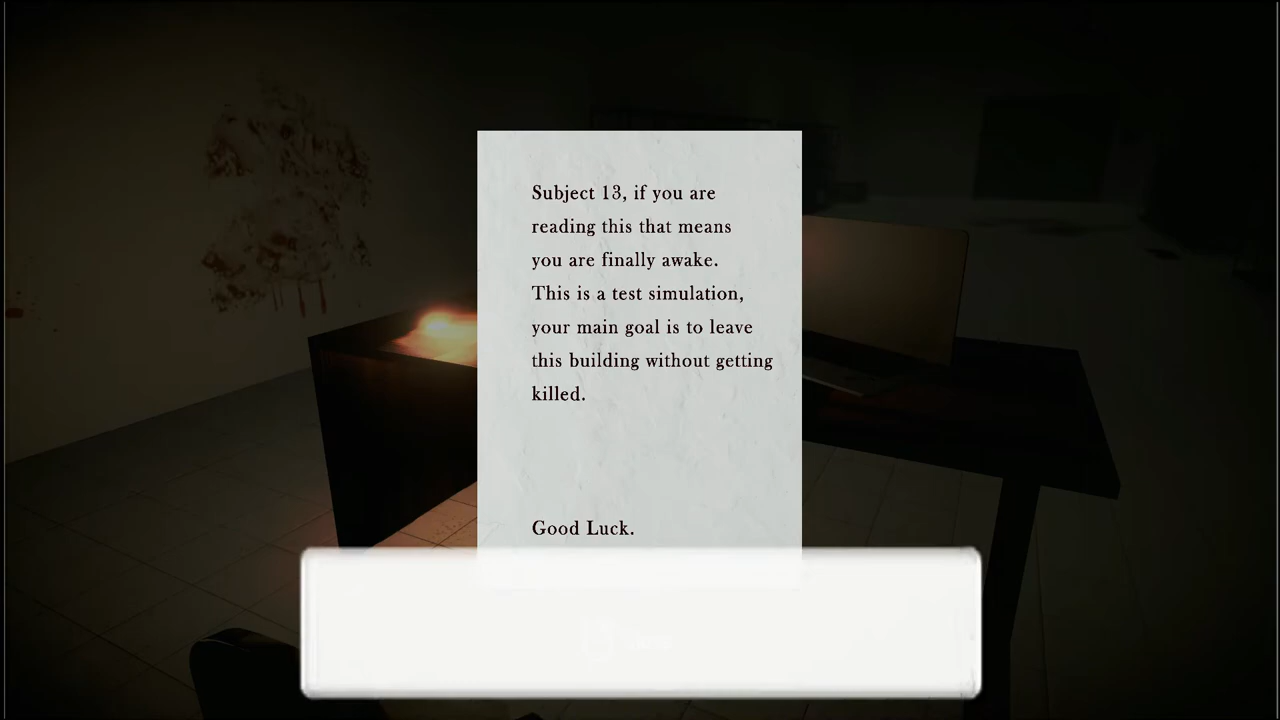 Subject 13, if you are
reading this that means
you are finally awake.
This is a test simulation,
your main goal is to leave
this building without getting
killed.
Good Luck.